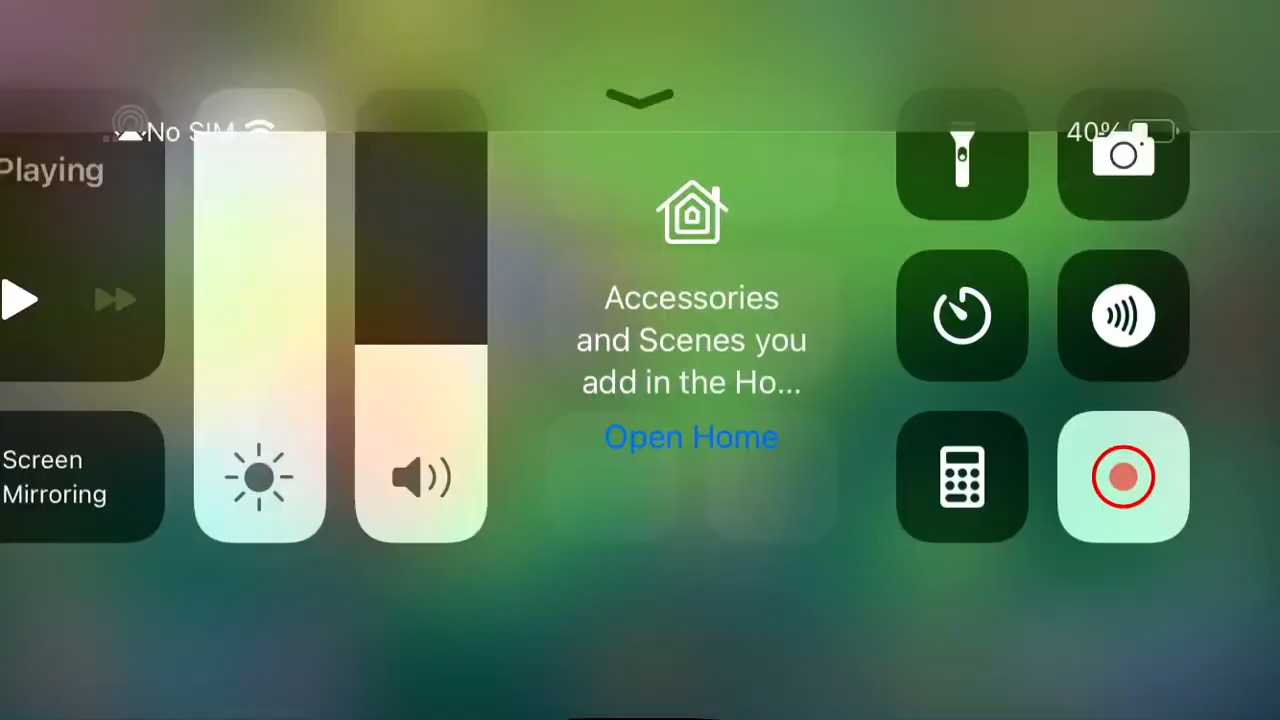 No SIM
40%
Playing
Accessories
and Scenes you
add in the Ho...
Open Home
Screen
Mirroring